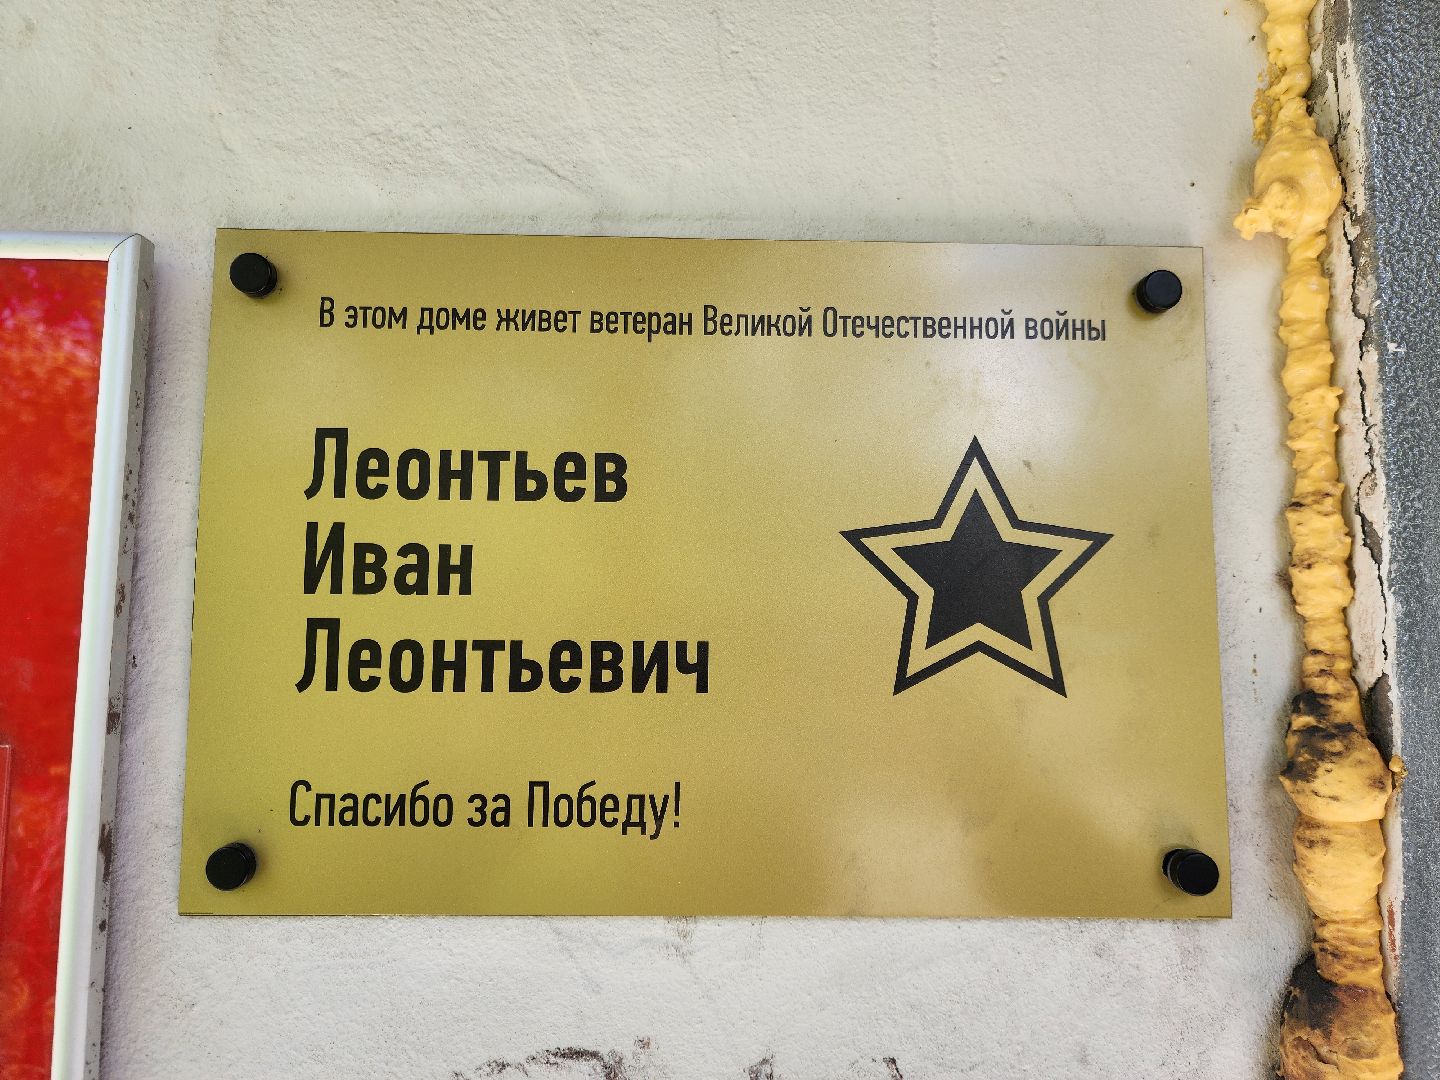 В этом доме живет ветеран Великой Отечественной войны
Леонтьев
Иван
Леонтьевич
Спасибо за Победу!